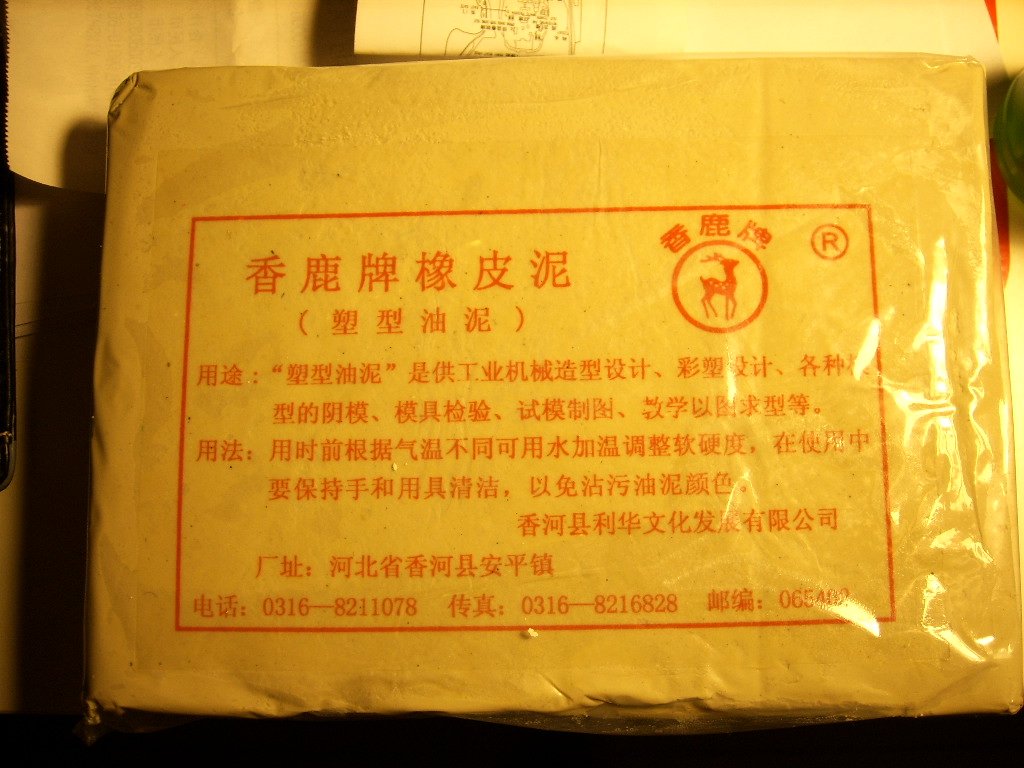 香鹿牌
®
香鹿牌橡皮泥
（塑型油泥）
用途：“塑型油泥”是供工业机械造型设计、彩塑设计、各种
型的阴模、模具检验、试模制图、教学以图求型等。
用法：用时前根据气温不同可用水加温调整软硬度，在使用中
要保持手和用具清洁，以免沾污油泥颜色。
香河县利华文化发展有限公司
厂址：河北省香河县安平镇
电话：0316—8211078 传真：0316—8216828 邮编：065402